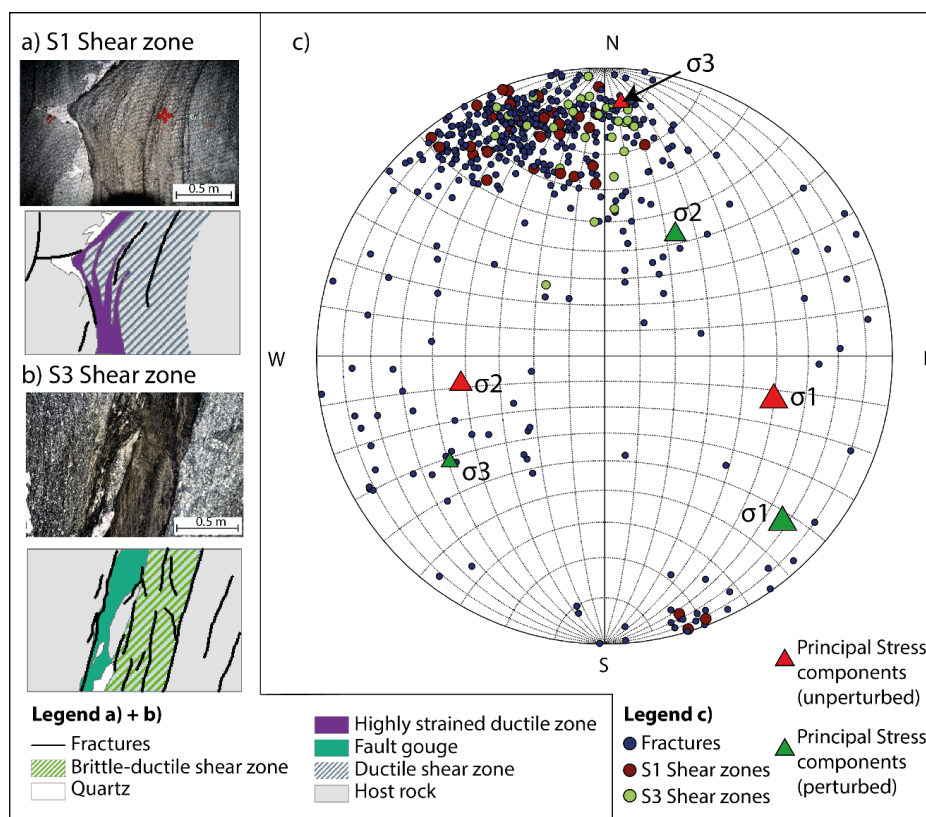 a) S1 Shear zone
0.5 m
b) S3 Shear zone
0.5 m
c)
N
σ3
σ2
W
σ2
σ1
σ3
σ1
S
Legend a) + b)
Fractures
Brittle-ductile shear zone
Quartz
Highly strained ductile zone
Fault gouge
Ductile shear zone
Host rock
Legend c)
Fractures
S1 Shear zones
S3 Shear zones
Principal Stress
components
(unperturbed)
Principal Stress
components
(perturbed)